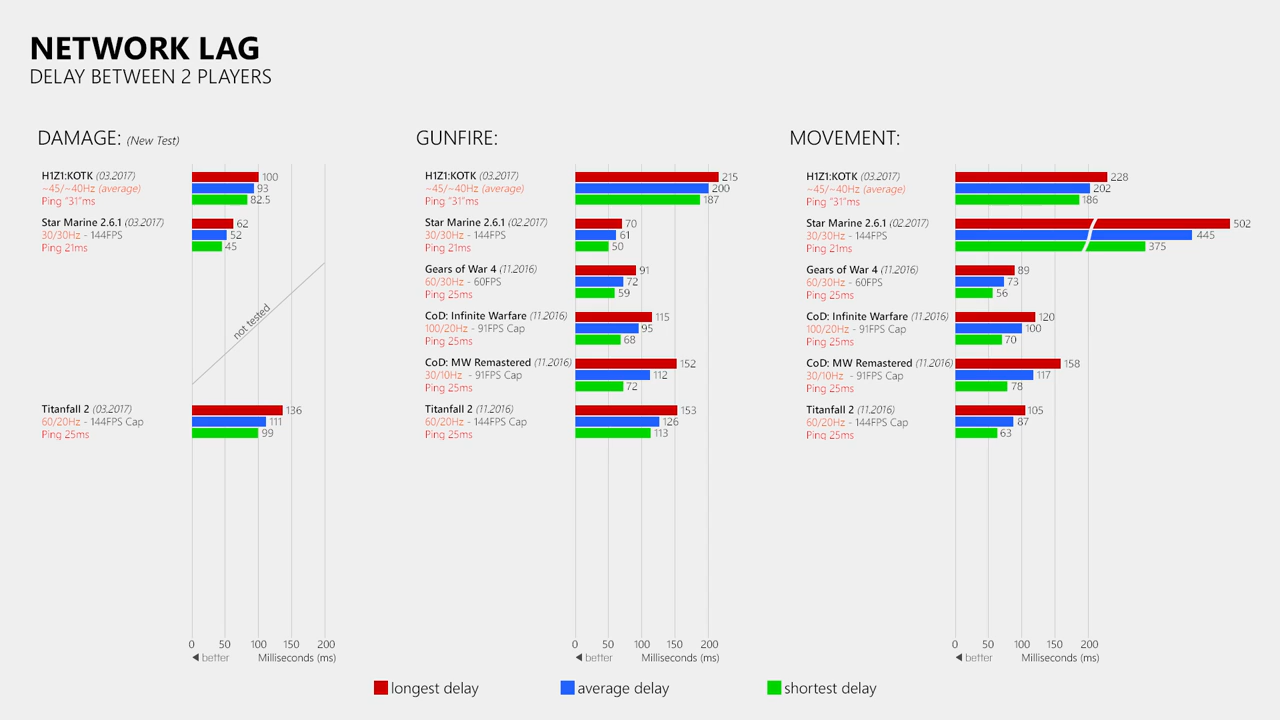 NETWORK LAG
DELAY BETWEEN 2 PLAYERS
DAMAGE: (New Test)
H1Z1:KOTK (03.2017)
~45/~40Hz (average)
Ping "31"ms
100
93
82.5
Star Marine 2.6.1 (03.2017)
30/30Hz - 144FPS
Ping 21ms
62
52
45
not tested
Titanfall 2 (03.2017)
60/20Hz - 144FPS Cap
Ping 25ms
136
111
99
0 50 100 150 200
◄ better Milliseconds (ms)
GUNFIRE:
H1Z1:KOTK (03.2017)
~45/~40Hz (average)
Ping "31"ms
215
200
187
Star Marine 2.6.1 (02.2017)
30/30Hz - 144FPS
Ping 21ms
70
61
50
Gears of War 4 (11.2016)
60/30Hz - 60FPS
Ping 25ms
91
72
59
CoD: Infinite Warfare (11.2016)
100/20Hz - 91FPS Cap
Ping 25ms
115
95
68
CoD: MW Remastered (11.2016)
30/10Hz - 91FPS Cap
Ping 25ms
152
112
72
Titanfall 2 (11.2016)
60/20Hz - 144FPS Cap
Ping 25ms
153
126
113
0 50 100 150 200
◄ better Milliseconds (ms)
MOVEMENT:
H1Z1:KOTK (03.2017)
~45/~40Hz (average)
Ping "31"ms
228
202
186
Star Marine 2.6.1 (02.2017)
30/30Hz - 144FPS
Ping 21ms
502
445
375
Gears of War 4 (11.2016)
60/30Hz - 60FPS
Ping 25ms
89
73
56
CoD: Infinite Warfare (11.2016)
100/20Hz - 91FPS Cap
Ping 25ms
120
100
70
CoD: MW Remastered (11.2016)
30/10Hz - 91FPS Cap
Ping 25ms
158
117
78
Titanfall 2 (11.2016)
60/20Hz - 144FPS Cap
Ping 25ms
105
87
63
0 50 100 150 200
◄ better Milliseconds (ms)
longest delay average delay shortest delay